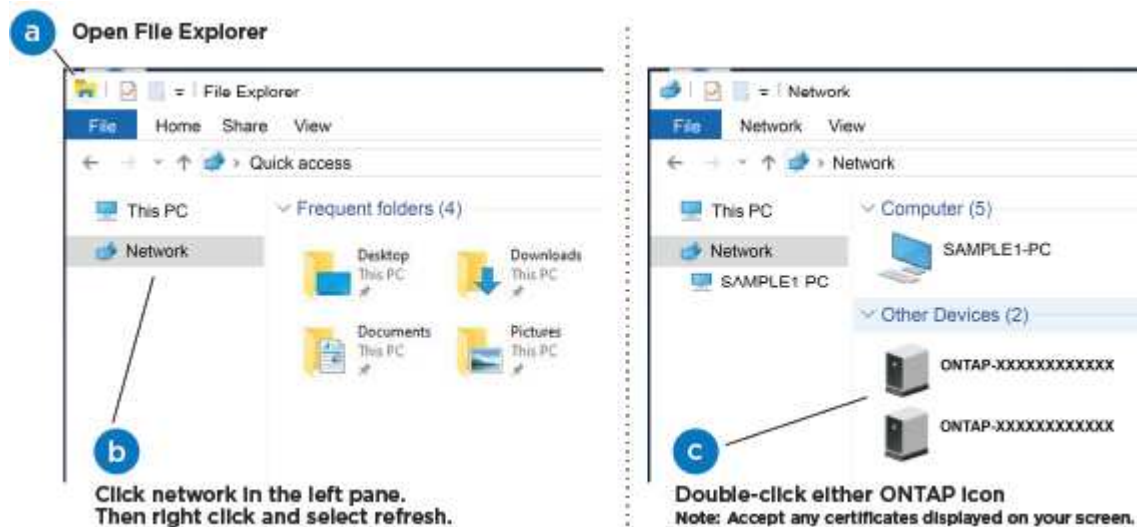 a Open File Explorer
File Explorer
File Home Share View
Quick access
This PC
Network
Frequent folders (4)
Desktop
This PC
Downloads
This PC
Documents
This PC
Pictures
This PC
b
Click network in the left pane.
Then right click and select refresh.
Network
File Network View
Network
This PC
Network
SAMPLE1 PC
Computer (5)
SAMPLE1-PC
Other Devices (2)
ONTAP-XXXXXXXXXXXX
ONTAP-XXXXXXXXXXXX
c
Double-click either ONTAP icon
Note: Accept any certificates displayed on your screen.